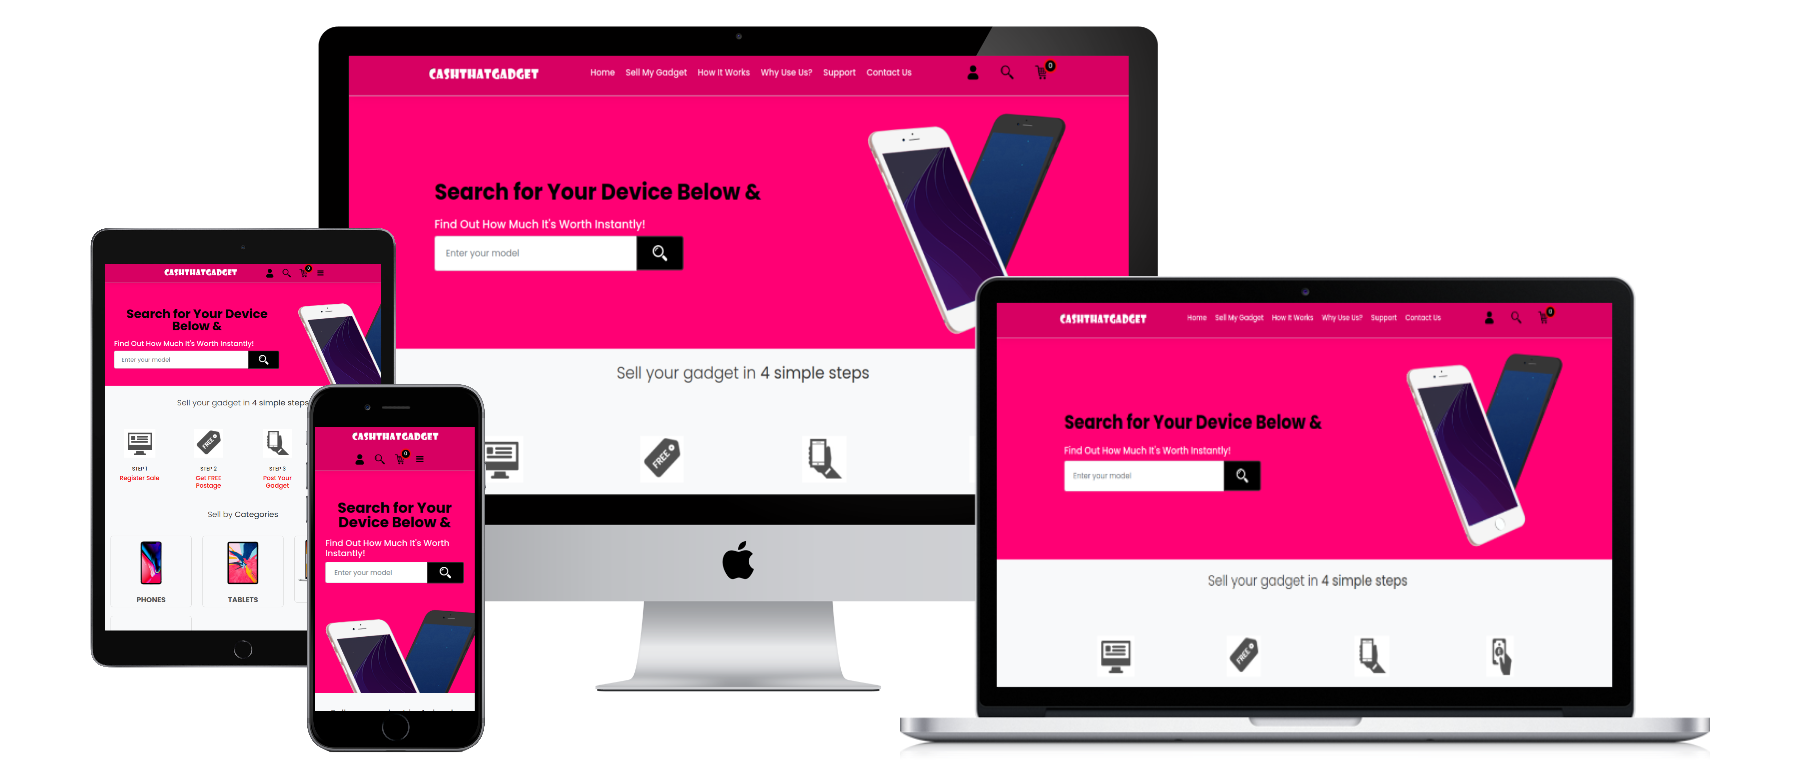 CASHTHATGADGET Home Sell My Gadget How It Works Why Use Us? Support Contact Us 0
Search for Your Device Below &
Find Out How Much It's Worth Instantly!
Enter your model
Sell your gadget in 4 simple steps
FREE
CASHTHATGADGET 0
Search for Your Device
Below &
Find Out How Much It's Worth Instantly!
Enter your model
Sell your gadget in 4 simple steps
FREE
STEP 1 STEP 2 STEP 3
Register Sale Get FREE Post Your
Postage Gadget
Sell by Categories
PHONES TABLETS
CASHTHATGADGET
0
Search for Your
Device Below &
Find Out How Much It's Worth
Instantly!
Enter your model
CASHTHATGADGET Home Sell My Gadget How It Works Why Use Us? Support Contact Us 0
Search for Your Device Below &
Find Out How Much It's Worth Instantly!
Enter your model
Sell your gadget in 4 simple steps
FREE